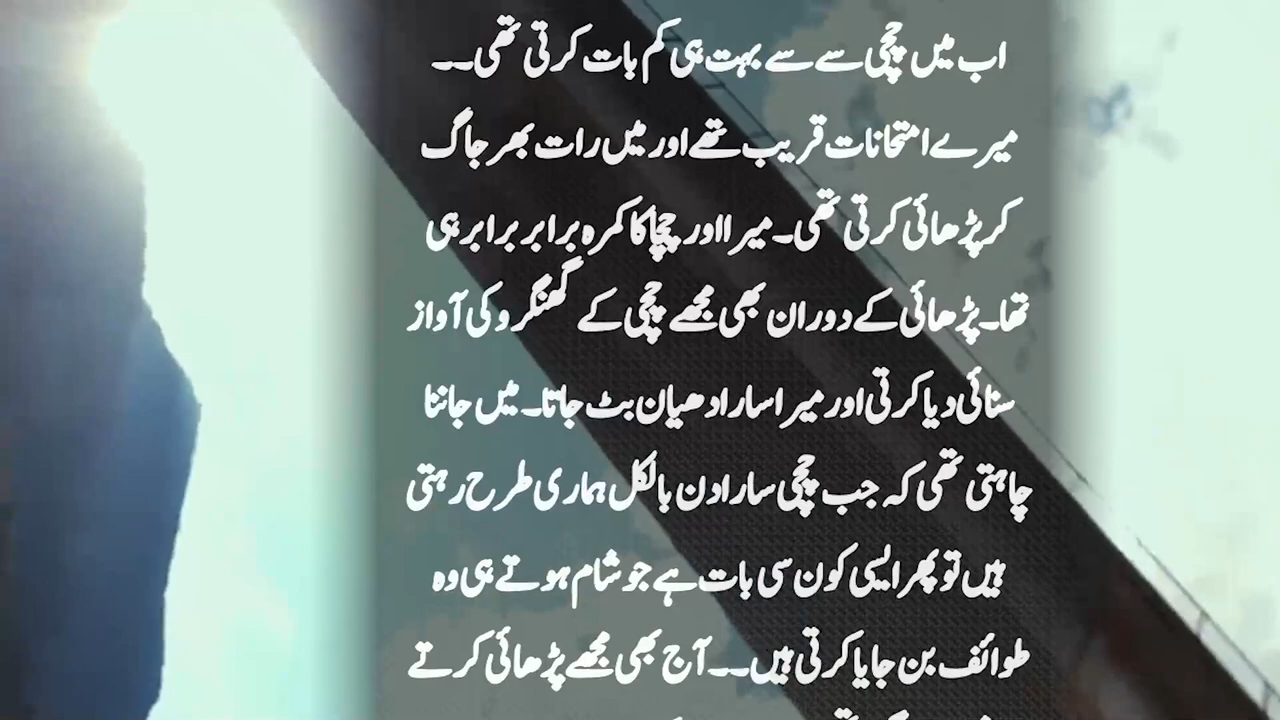 اب میں چچی سے سے بہت ہی کم بات کرتی تھی۔۔
میرے امتحانات قریب تھے اور میں رات بھر جاگ
کر پڑھائی کرتی تھی۔ میرا اور چچا کا کمرہ برابر برابر ہی
تھا۔ پڑھائی کے دوران بھی مجھے چچی کے گھنگرو کی آواز
سنائی دیا کرتی اور میرا سارا دھیان بٹ جاتا۔ میں جاننا
چاہتی تھی کہ جب چچی سارا دن بالکل ہماری طرح رہتی
ہیں تو پھر ایسی کون سی بات ہے جو شام ہوتے ہی وہ
طوائف بن جایا کرتی ہیں۔۔ آج بھی مجھے پڑھائی کرتے